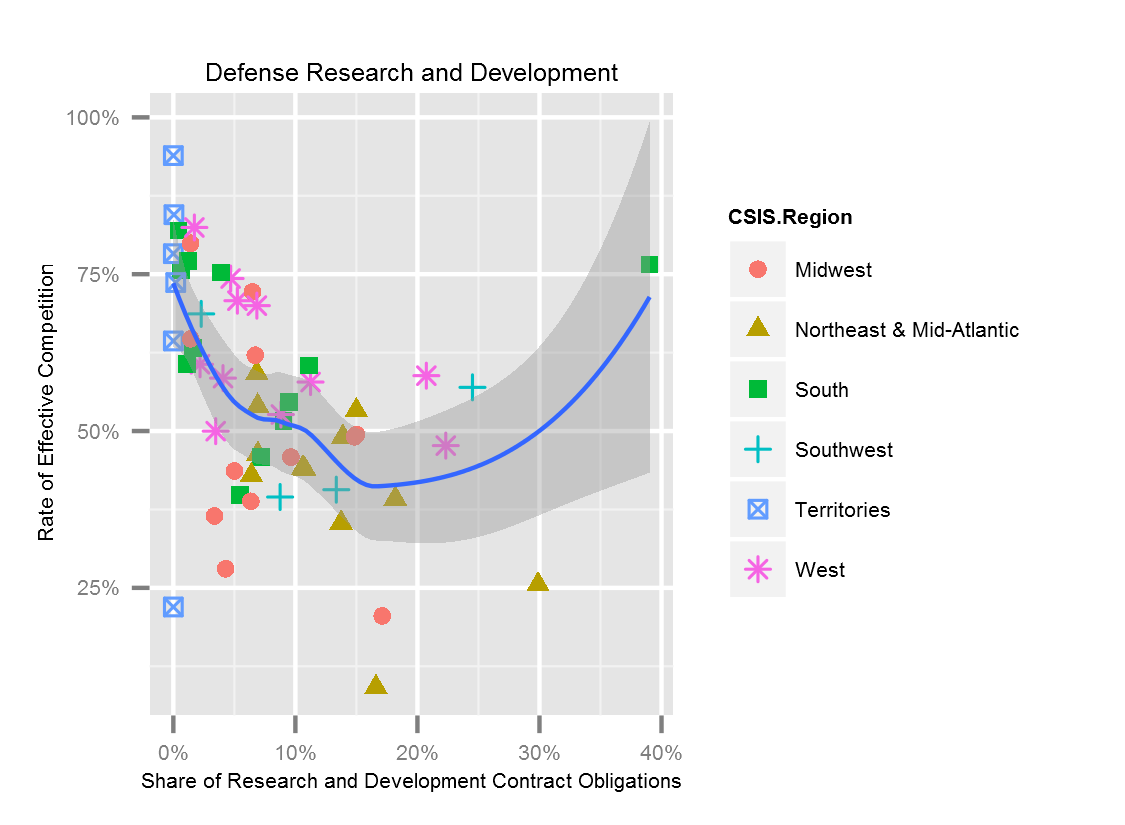 Defense Research and Development
100%
75%
50%
25%
Rate of Effective Competition
0% 10% 20% 30% 40%
Share of Research and Development Contract Obligations
CSIS.Region
Midwest
Northeast & Mid-Atlantic
South
Southwest
Territories
West